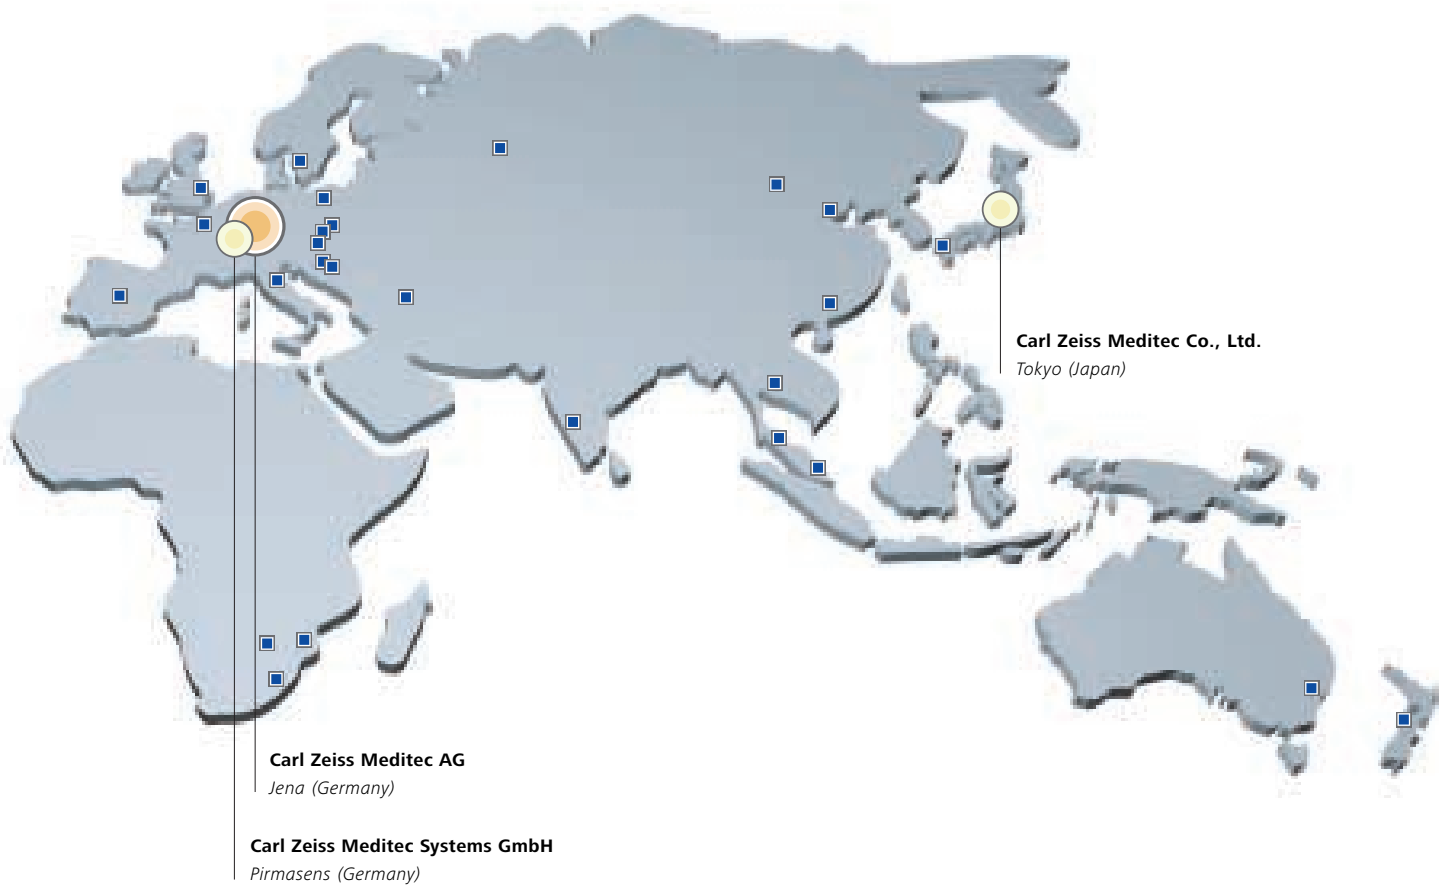 Carl Zeiss Meditec Co., Ltd.
Tokyo (Japan)
Carl Zeiss Meditec AG
Jena (Germany)
Carl Zeiss Meditec Systems GmbH
Pirmasens (Germany)